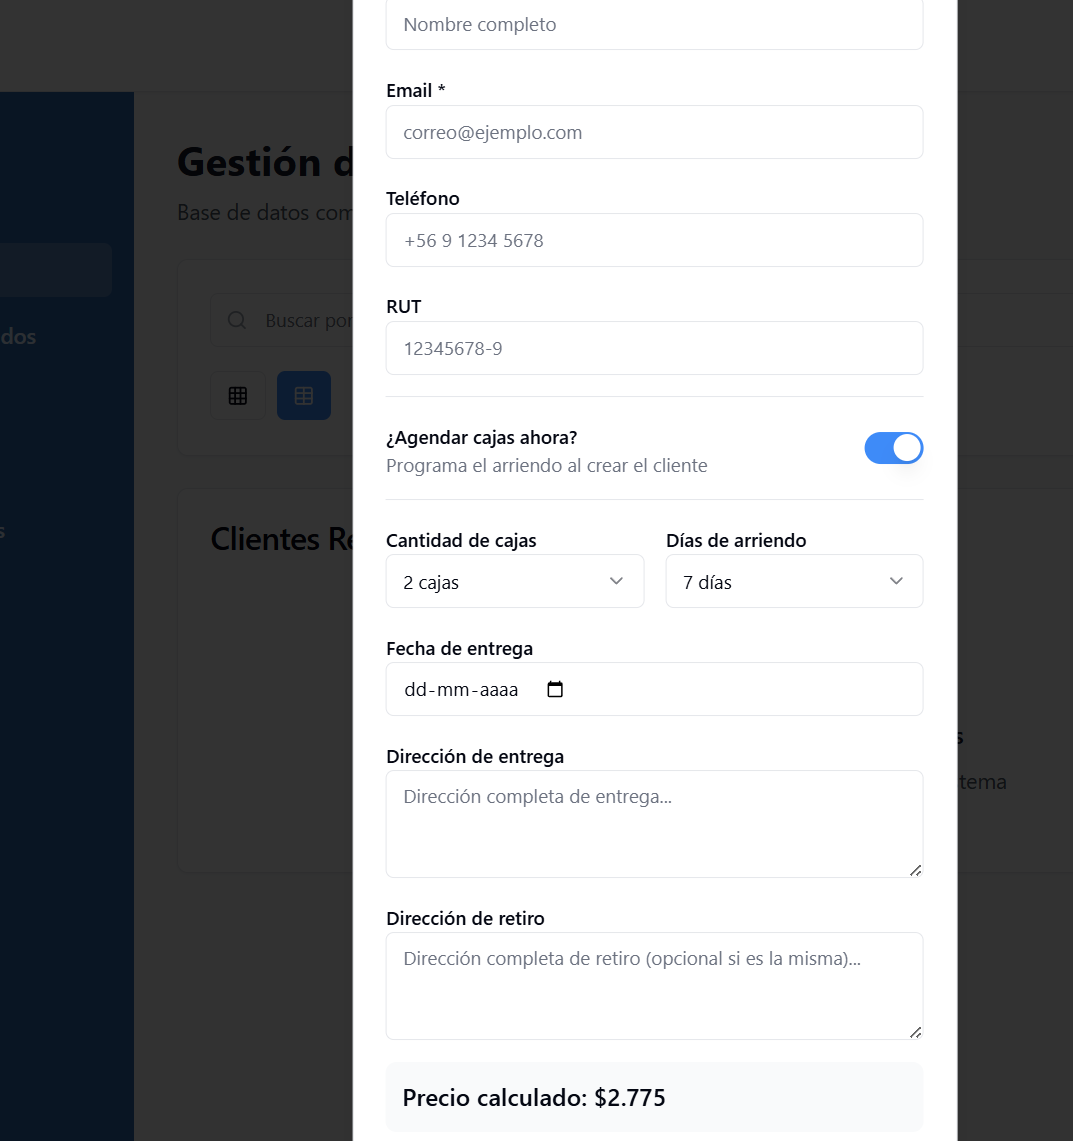 Nombre completo
Email *
correo@ejemplo.com
Gestión d
Base de datos com
Teléfono
+56 9 1234 5678
RUT
Buscar por
12345678-9
dos
¿Agendar cajas ahora?
Programa el arriendo al crear el cliente
Clientes Re
s
Cantidad de cajas
Días de arriendo
2 cajas
7 días
Fecha de entrega
dd-mm-aaaa
s
Dirección de entrega
tema
Dirección completa de entrega...
Dirección de retiro
Dirección completa de retiro (opcional si es la misma)...
Precio calculado: $2.775